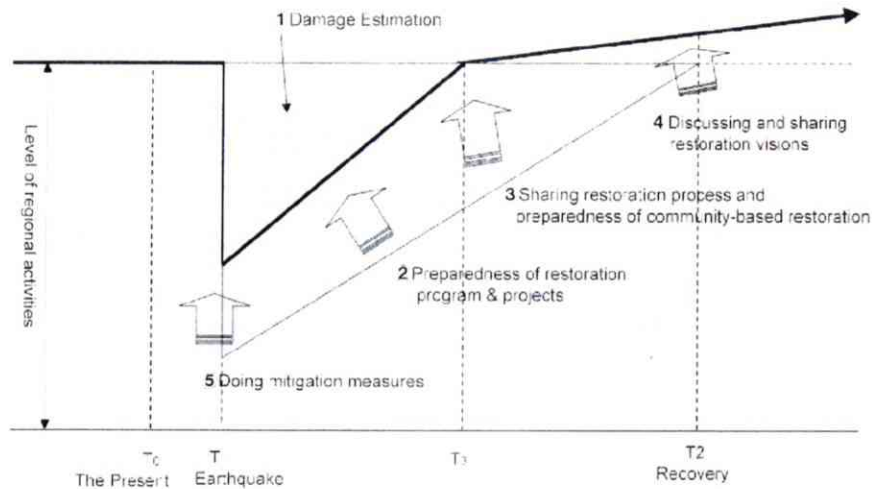 1 Damage Estimation
Level of regional activities
4 Discussing and sharing
restoration visions
3 Sharing restoration process and
preparedness of community-based restoration
2 Preparedness of restoration
program & projects
5 Doing mitigation measures
T0
T
T3
T2
The Present
Earthquake
Recovery